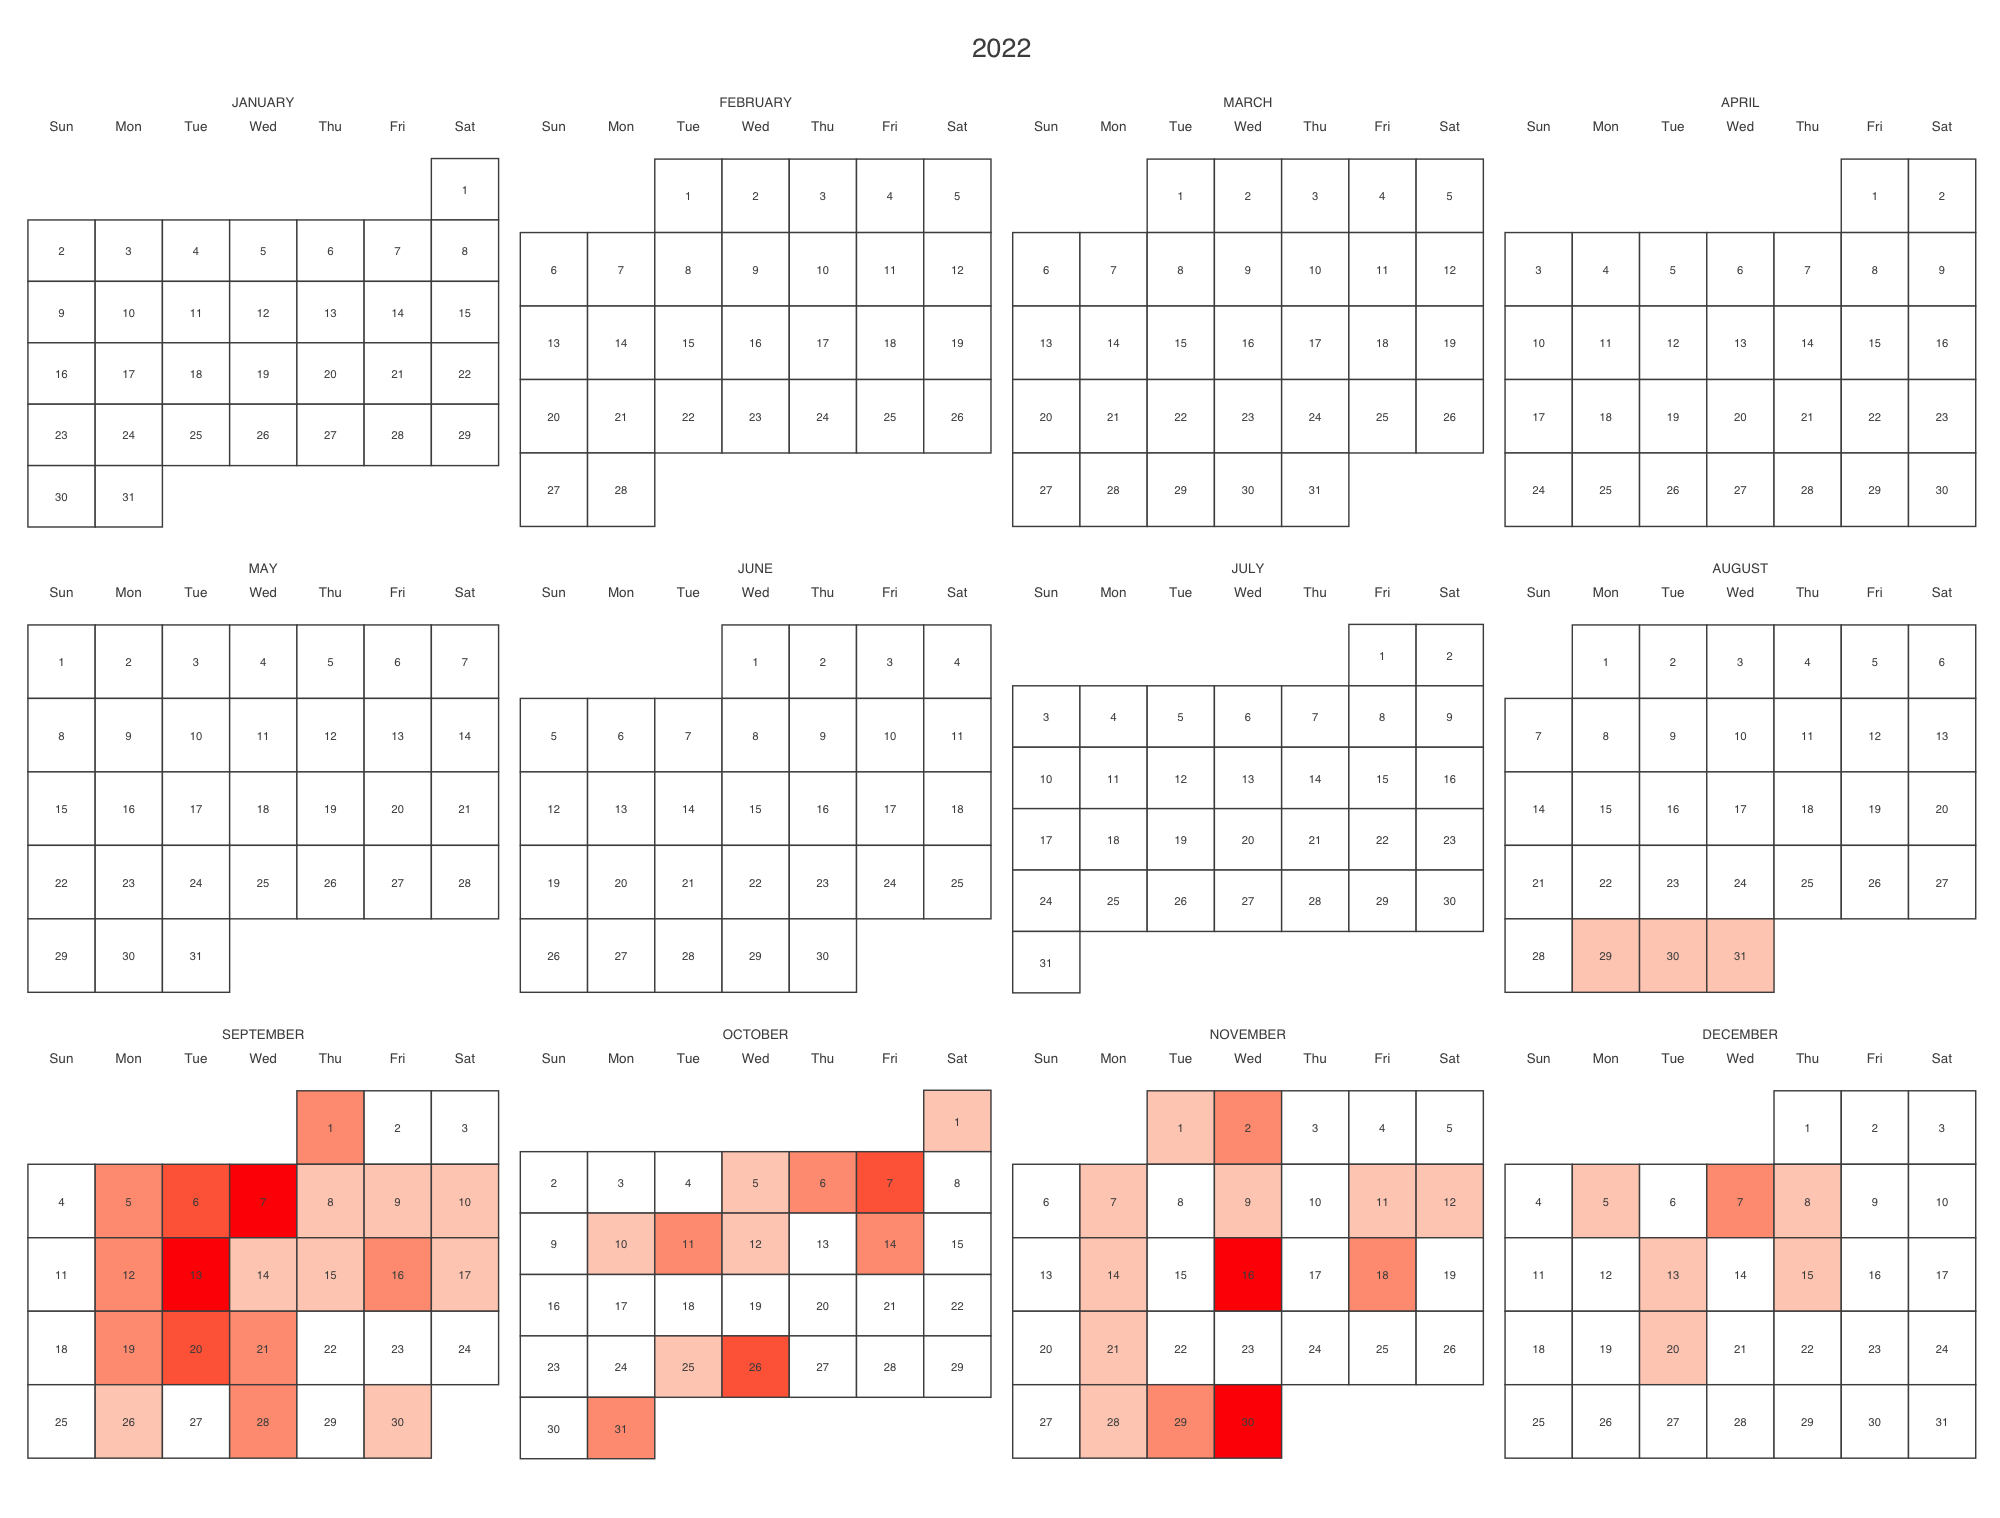 2022
JANUARY
Sun Mon Tue Wed Thu Fri Sat
1
2 3 4 5 6 7 8
9 10 11 12 13 14 15
16 17 18 19 20 21 22
23 24 25 26 27 28 29
30 31
FEBRUARY
Sun Mon Tue Wed Thu Fri Sat
1 2 3 4 5
6 7 8 9 10 11 12
13 14 15 16 17 18 19
20 21 22 23 24 25 26
27 28
MARCH
Sun Mon Tue Wed Thu Fri Sat
1 2 3 4 5
6 7 8 9 10 11 12
13 14 15 16 17 18 19
20 21 22 23 24 25 26
27 28 29 30 31
APRIL
Sun Mon Tue Wed Thu Fri Sat
1 2
3 4 5 6 7 8 9
10 11 12 13 14 15 16
17 18 19 20 21 22 23
24 25 26 27 28 29 30
MAY
Sun Mon Tue Wed Thu Fri Sat
1 2 3 4 5 6 7
8 9 10 11 12 13 14
15 16 17 18 19 20 21
22 23 24 25 26 27 28
29 30 31
JUNE
Sun Mon Tue Wed Thu Fri Sat
1 2 3 4
5 6 7 8 9 10 11
12 13 14 15 16 17 18
19 20 21 22 23 24 25
26 27 28 29 30
JULY
Sun Mon Tue Wed Thu Fri Sat
1 2
3 4 5 6 7 8 9
10 11 12 13 14 15 16
17 18 19 20 21 22 23
24 25 26 27 28 29 30
31
AUGUST
Sun Mon Tue Wed Thu Fri Sat
1 2 3 4 5 6
7 8 9 10 11 12 13
14 15 16 17 18 19 20
21 22 23 24 25 26 27
28 29 30 31
SEPTEMBER
Sun Mon Tue Wed Thu Fri Sat
1 2 3
4 5 6 7 8 9 10
11 12 13 14 15 16 17
18 19 20 21 22 23 24
25 26 27 28 29 30
OCTOBER
Sun Mon Tue Wed Thu Fri Sat
1
2 3 4 5 6 7 8
9 10 11 12 13 14 15
16 17 18 19 20 21 22
23 24 25 26 27 28 29
30 31
NOVEMBER
Sun Mon Tue Wed Thu Fri Sat
1 2 3 4 5
6 7 8 9 10 11 12
13 14 15 16 17 18 19
20 21 22 23 24 25 26
27 28 29 30
DECEMBER
Sun Mon Tue Wed Thu Fri Sat
1 2 3
4 5 6 7 8 9 10
11 12 13 14 15 16 17
18 19 20 21 22 23 24
25 26 27 28 29 30 31